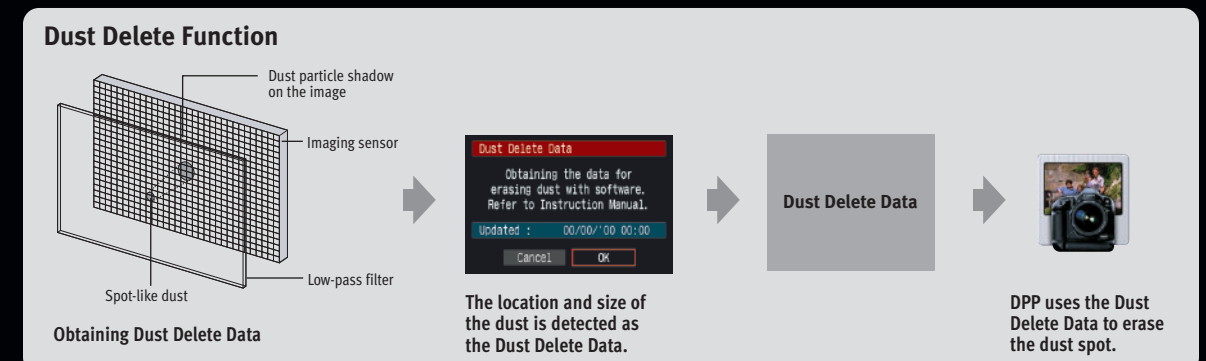 Dust Delete Function
Dust particle shadow
on the image
Imaging sensor
Low-pass filter
Spot-like dust
Obtaining Dust Delete Data
Dust Delete Data
Obtaining the data for
erasing dust with software.
Refer to Instruction Manual.
Updated : 00/00/'00 00:00
Cancel OK
The location and size of
the dust is detected as
the Dust Delete Data.
Dust Delete Data
DPP uses the Dust
Delete Data to erase
the dust spot.